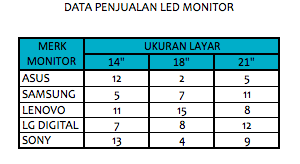 DATA PENJUALAN LED MONITOR
MERK MONITOR UKURAN LAYAR
14" 18" 21"
ASUS 12 2 5
SAMSUNG 5 7 11
LENOVO 11 15 8
LG DIGITAL 7 8 12
SONY 13 4 9